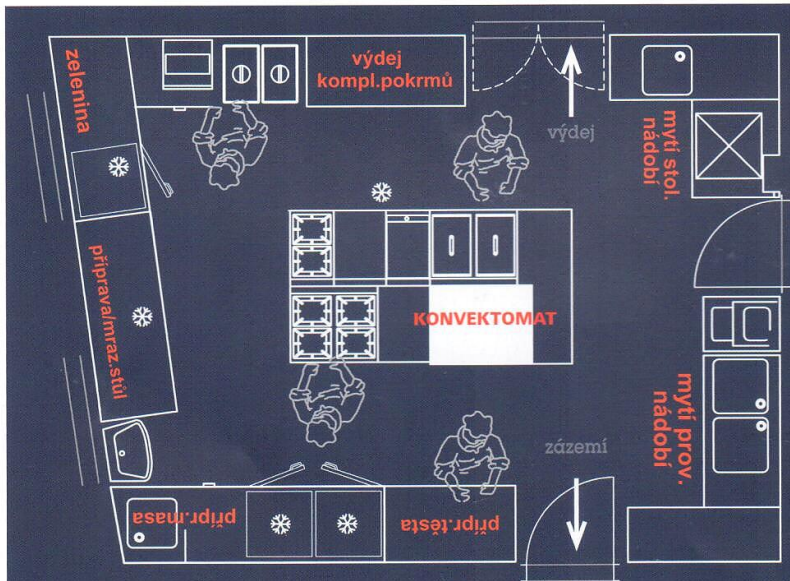 zelenina
výdej
kompl.pokrmů
výdej
mytí stol.
nádobí
příprava/mraz.stůl
KONVEKTOMAT
mytí prov.
nádobí
zázemí
přípr.masa
přípr.těsta